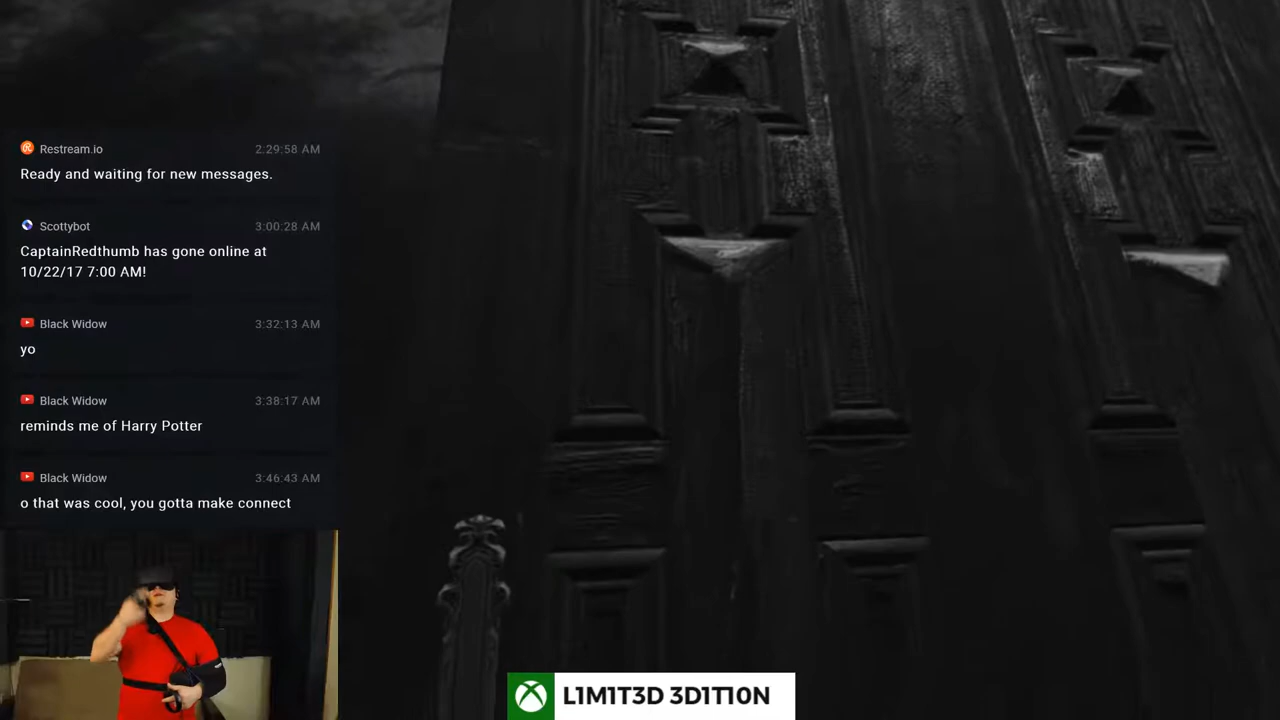 Restream.io 2:29:58 AM
Ready and waiting for new messages.
Scottybot 3:00:28 AM
CaptainRedthumb has gone online at
10/22/17 7:00 AM!
Black Widow 3:32:13 AM
yo
Black Widow 3:38:17 AM
reminds me of Harry Potter
Black Widow 3:46:43 AM
o that was cool, you gotta make connect
L1M1T3D 3D1T10N